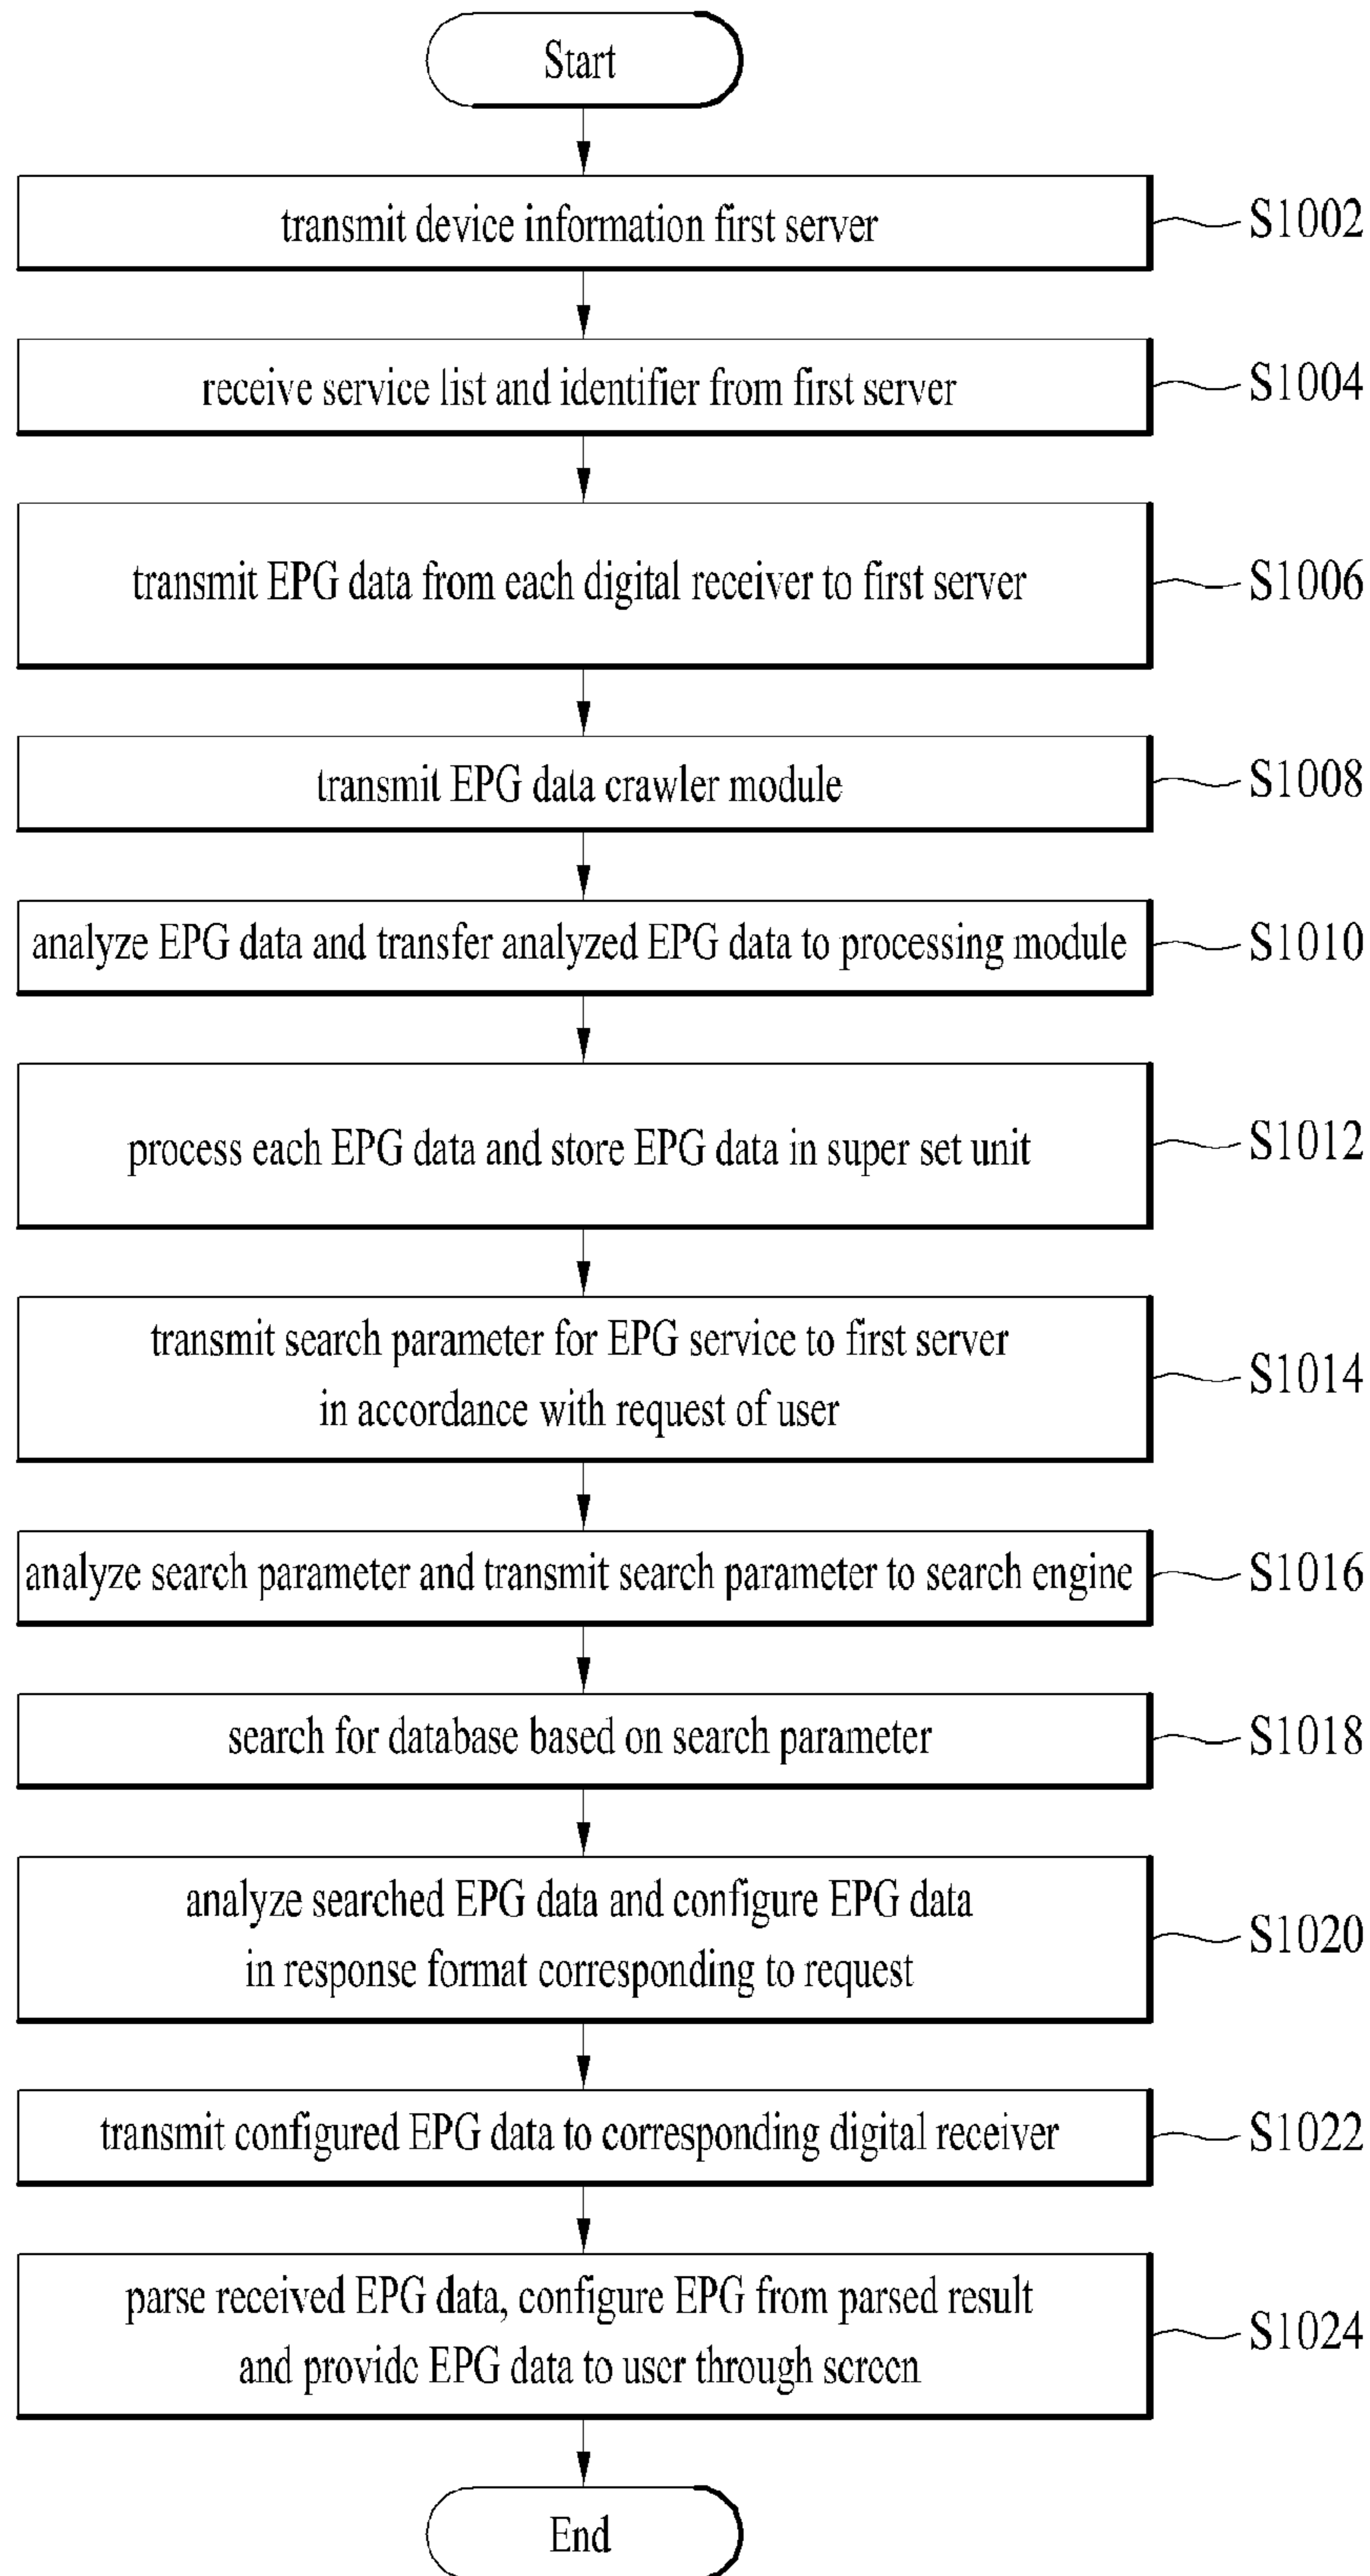 Start
transmit device information first server
S1002
receive service list and identifier from first server
S1004
transmit EPG data from each digital receiver to first server
S1006
transmit EPG data crawler module
S1008
analyze EPG data and transfer analyzed EPG data to processing module
S1010
process each EPG data and store EPG data in super set unit
S1012
transmit search parameter for EPG service to first server
in accordance with request of user
S1014
analyze search parameter and transmit search parameter to search engine
S1016
search for database based on search parameter
S1018
analyze searched EPG data and configure EPG data
in response format corresponding to request
S1020
transmit configured EPG data to corresponding digital receiver
S1022
parse received EPG data, configure EPG from parsed result
and provide EPG data to user through screen
S1024
End